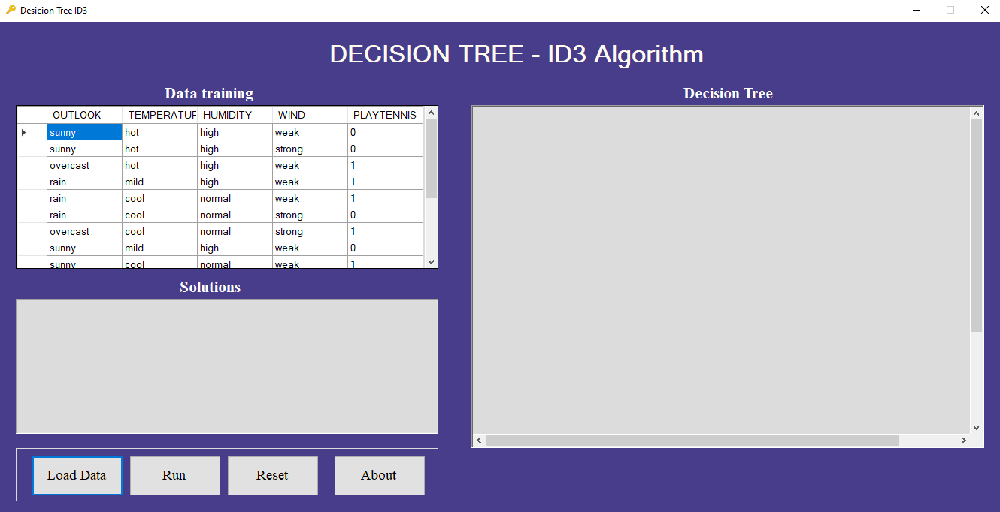 Desicion Tree ID3
DECISION TREE - ID3 Algorithm
Data training
OUTLOOK TEMPERATUR HUMIDITY WIND PLAYTENNIS
sunny hot high weak 0
sunny hot high strong 0
overcast hot high weak 1
rain mild high weak 1
rain cool normal weak 1
rain cool normal strong 0
overcast cool normal strong 1
sunny mild high weak 0
sunny cool normal weak 1
Decision Tree
Solutions
Load Data
Run
Reset
About